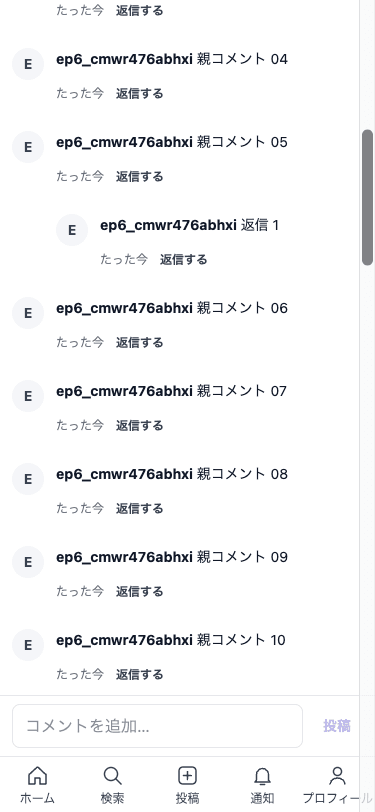 たった今 返信する
E ep6_cmwr476abhxi 親コメント 04
たった今 返信する
E ep6_cmwr476abhxi 親コメント 05
たった今 返信する
E ep6_cmwr476abhxi 返信 1
たった今 返信する
E ep6_cmwr476abhxi 親コメント 06
たった今 返信する
E ep6_cmwr476abhxi 親コメント 07
たった今 返信する
E ep6_cmwr476abhxi 親コメント 08
たった今 返信する
E ep6_cmwr476abhxi 親コメント 09
たった今 返信する
E ep6_cmwr476abhxi 親コメント 10
たった今 返信する
コメントを追加... 投稿
ホーム 検索 投稿 通知 プロフィール